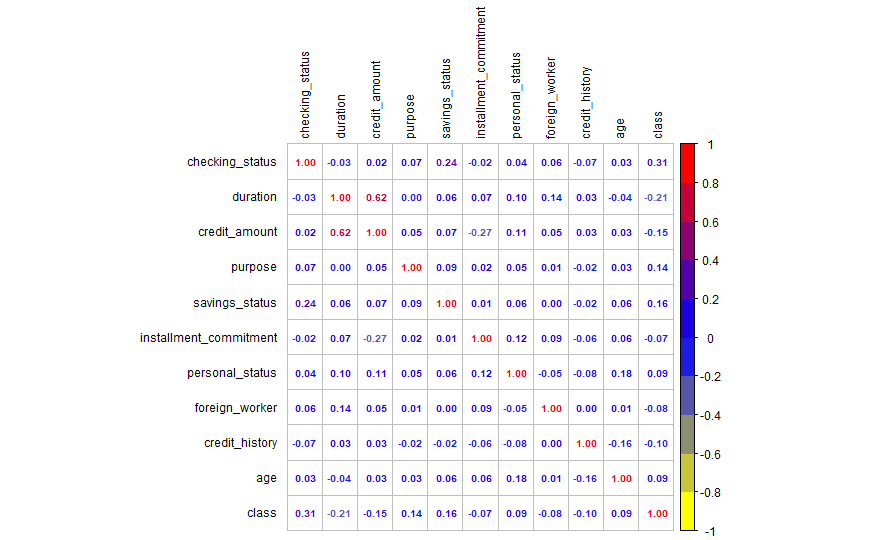 checking_status duration credit_amount purpose savings_status installment_commitment personal_status foreign_worker credit_history age class
checking_status 1.00 -0.03 0.02 0.07 0.24 -0.02 0.04 0.06 -0.07 0.03 0.31
duration -0.03 1.00 0.62 0.00 0.06 0.07 0.10 0.14 0.03 -0.04 -0.21
credit_amount 0.02 0.62 1.00 0.05 0.07 -0.27 0.11 0.05 0.03 0.03 -0.15
purpose 0.07 0.00 0.05 1.00 0.09 0.02 0.05 0.01 -0.02 0.03 0.14
savings_status 0.24 0.06 0.07 0.09 1.00 0.01 0.06 0.00 -0.02 0.06 0.16
installment_commitment -0.02 0.07 -0.27 0.02 0.01 1.00 0.12 0.09 -0.06 0.06 -0.07
personal_status 0.04 0.10 0.11 0.05 0.06 0.12 1.00 -0.05 -0.08 0.18 0.09
foreign_worker 0.06 0.14 0.05 0.01 0.00 0.09 -0.05 1.00 0.00 0.01 -0.08
credit_history -0.07 0.03 0.03 -0.02 -0.02 -0.06 -0.08 0.00 1.00 -0.16 -0.10
age 0.03 -0.04 0.03 0.03 0.06 0.06 0.18 0.01 -0.16 1.00 0.09
class 0.31 -0.21 -0.15 0.14 0.16 -0.07 0.09 -0.08 -0.10 0.09 1.00
1
0.8
0.6
0.4
0.2
0
-0.2
-0.4
-0.6
-0.8
-1